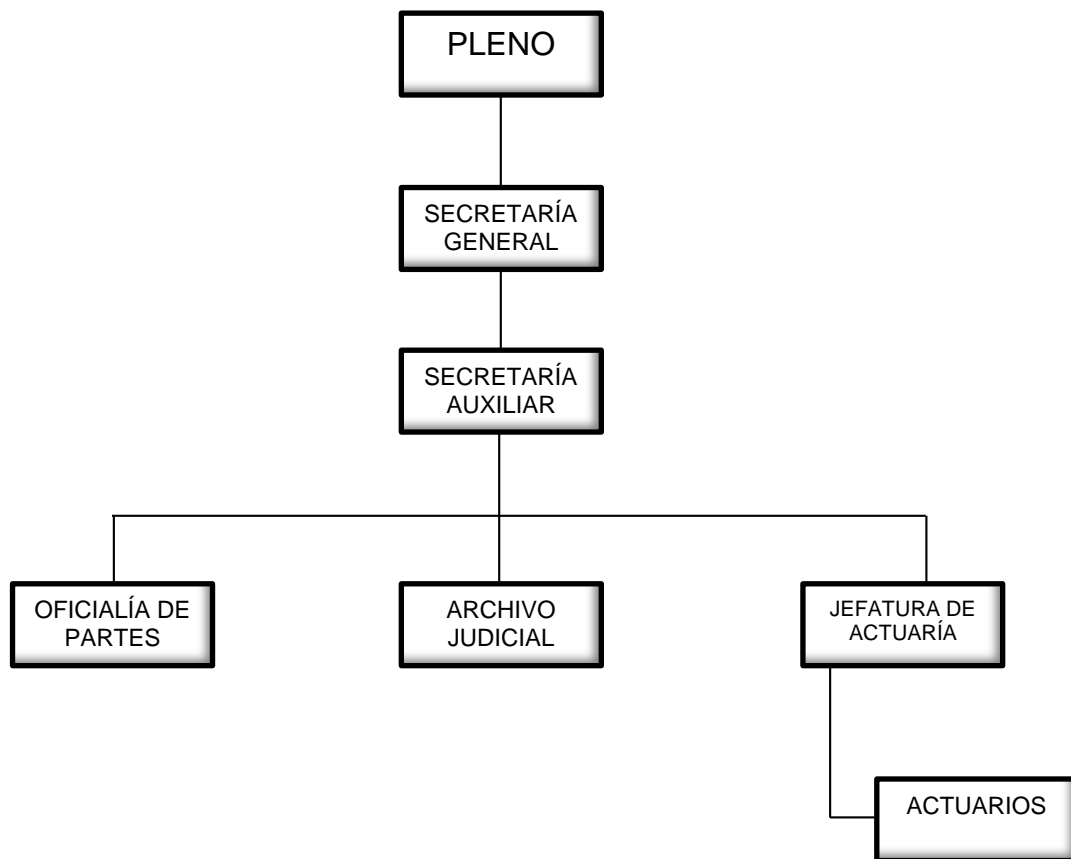 PLENO
SECRETARÍA
GENERAL
SECRETARÍA
AUXILIAR
OFICIALÍA DE
PARTES
ARCHIVO
JUDICIAL
JEFATURA DE
ACTUARÍA
ACTUARIOS